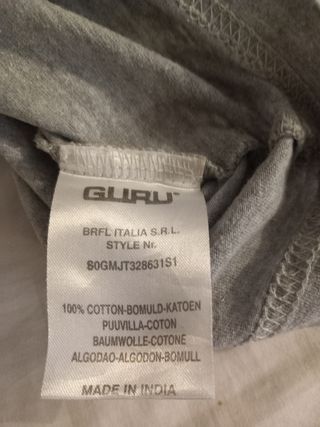 GURU
BRFL ITALIA S.R.L.
STYLE Nr.
S0GMJT328631S1
100% COTTON-BOMULD-KATOEN
PUUVILLA-COTON
BAUMWOLLE-COTONE
ALGODAO-ALGODON-BOMULL
MADE IN INDIA